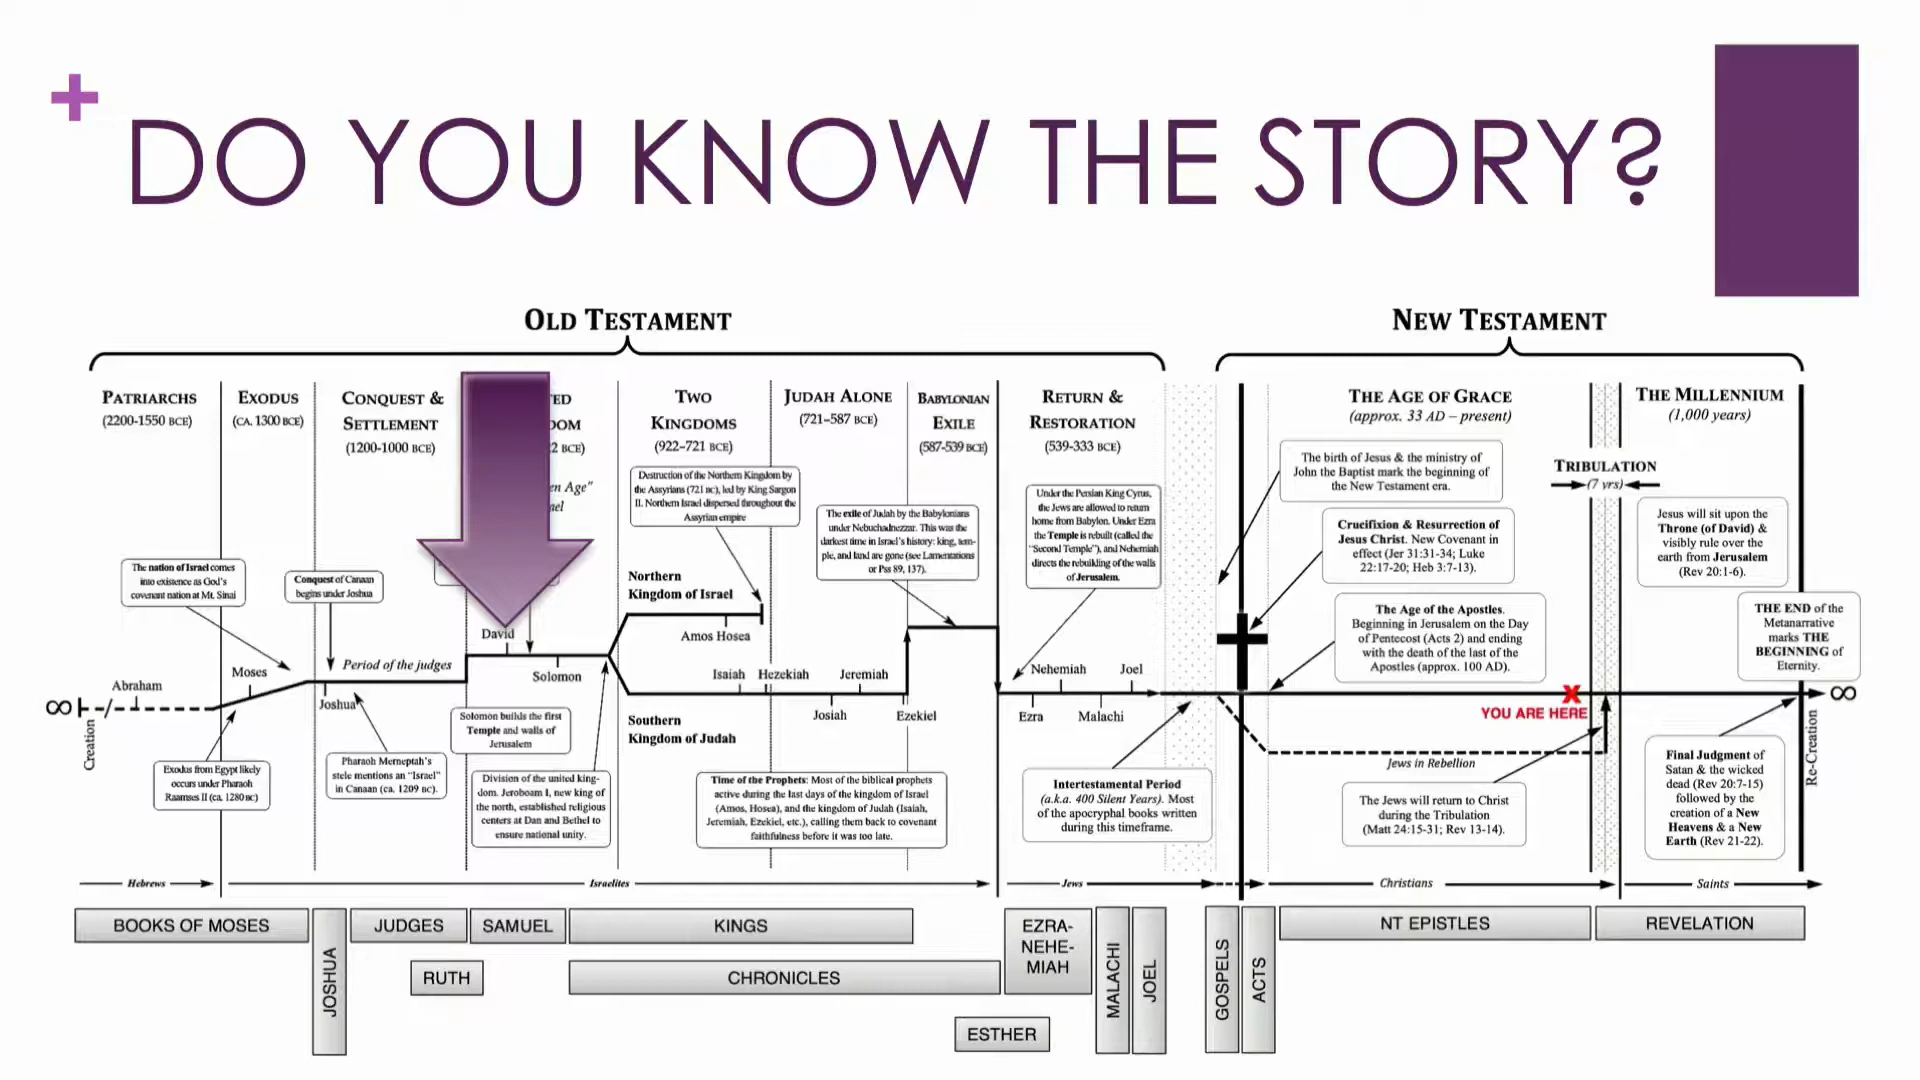 +
DO YOU KNOW THE STORY?
OLD TESTAMENT
NEW TESTAMENT
PATRIARCHS
(2200-1550 BCE)
EXODUS
(CA. 1300 BCE)
CONQUEST &
SETTLEMENT
(1200-1000 BCE)
TWO
KINGDOMS
(922–721 BCE)
JUDAH ALONE
(721–587 BCE)
BABYLONIAN
EXILE
(587-539 BCE)
RETURN &
RESTORATION
(539-333 BCE)
THE AGE OF GRACE
(approx. 33 AD – present)
THE MILLENNIUM
(1,000 years)
TRIBULATION
(7 yrs)
Destruction of the Northern Kingdom by
the Assyrians (721 BC), led by King Sargon
II. Northern Israel dispersed throughout the
Assyrian empire
The exile of Judah by the Babylonians
under Nebuchadnezzar. This was the
darkest time in Israel's history: king, tem-
ple, and land are gone (see Lamentations
or Pss 89, 137).
Under the Persian King Cyrus,
the Jews are allowed to return
home from Babylon. Under Ezra
the Temple is rebuilt (called the
"Second Temple"), and Nehemiah
directs the rebuilding of the walls
of Jerusalem.
The birth of Jesus & the ministry of
John the Baptist mark the beginning of
the New Testament era.
Crucifixion & Resurrection of
Jesus Christ. New Covenant in
effect (Jer 31:31-34; Luke
22:17-20; Heb 3:7-13).
The Age of the Apostles.
Beginning in Jerusalem on the Day
of Pentecost (Acts 2) and ending
with the death of the last of the
Apostles (approx. 100 AD).
Jesus will sit upon the
Throne (of David) &
visibly rule over the
earth from Jerusalem
(Rev 20:1-6).
THE END of the
Metanarrative
marks THE
BEGINNING of
Eternity.
The nation of Israel comes
into existence as God's
covenant nation at Mt. Sinai
Conquest of Canaan
begins under Joshua
Northern
Kingdom of Israel
Amos Hosea
David
Solomon
Period of the judges
Moses
Abraham
Joshua
Isaiah
Hezekiah
Jeremiah
Josiah
Ezekiel
Nehemiah
Joel
Ezra
Malachi
∞
∞
Creation
Re-Creation
X
YOU ARE HERE
Jews in Rebellion
Southern
Kingdom of Judah
Solomon builds the first
Temple and walls of
Jerusalem
Exodus from Egypt likely
occurs under Pharaoh
Raamses II (ca. 1280 BC)
Pharaoh Merneptah's
stele mentions an "Israel"
in Canaan (ca. 1209 BC).
Division of the united king-
dom. Jeroboam I, new king of
the north, established religious
centers at Dan and Bethel to
ensure national unity.
Time of the Prophets: Most of the biblical prophets
active during the last days of the kingdom of Israel
(Amos, Hosea), and the kingdom of Judah (Isaiah,
Jeremiah, Ezekiel, etc.), calling them back to covenant
faithfulness before it was too late.
Intertestamental Period
(a.k.a. 400 Silent Years). Most
of the apocryphal books written
during this timeframe.
The Jews will return to Christ
during the Tribulation
(Matt 24:15-31; Rev 13-14).
Final Judgment of
Satan & the wicked
dead (Rev 20:7-15)
followed by the
creation of a New
Heavens & a New
Earth (Rev 21-22).
Hebrews
Israelites
Jews
Christians
Saints
BOOKS OF MOSES
JOSHUA
JUDGES
RUTH
SAMUEL
KINGS
CHRONICLES
ESTHER
EZRA-
NEHE-
MIAH
MALACHI
JOEL
GOSPELS
ACTS
NT EPISTLES
REVELATION